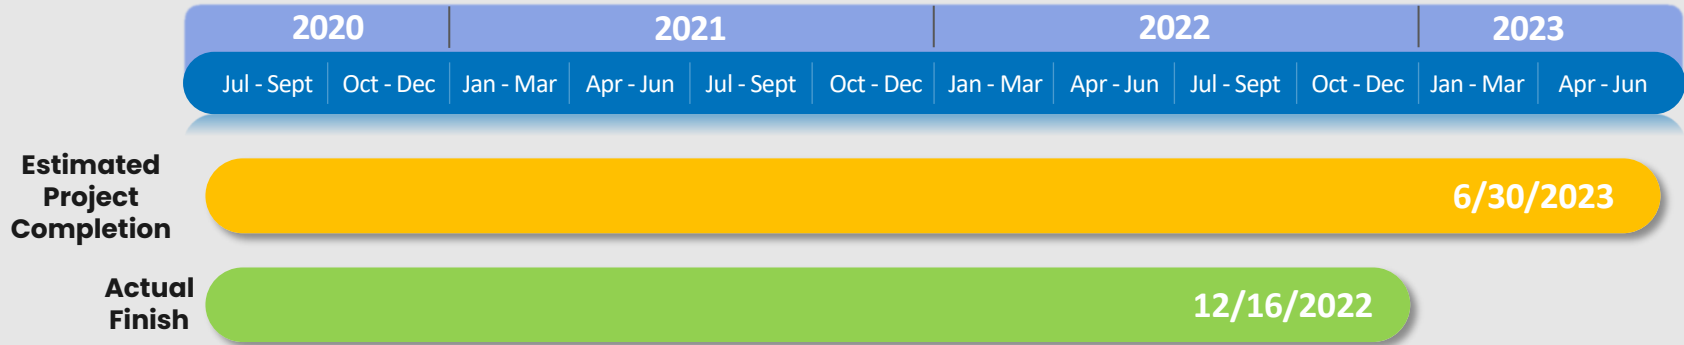 2020 2021 2022 2023
Jul - Sept Oct - Dec Jan - Mar Apr - Jun Jul - Sept Oct - Dec Jan - Mar Apr - Jun Jul - Sept Oct - Dec Jan - Mar Apr - Jun
Estimated
Project
Completion
6/30/2023
Actual
Finish
12/16/2022